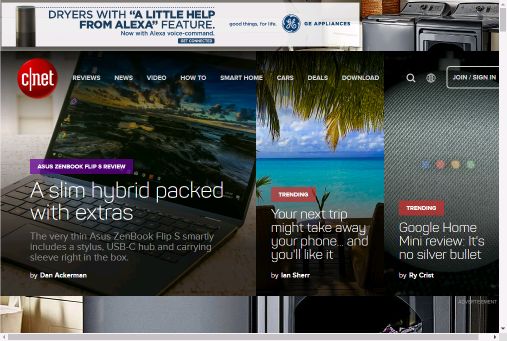 DRYERS WITH "A LITTLE HELP
FROM ALEXA" FEATURE.
Now with Alexa voice-command.
GET CONNECTED
good things, for life.
GE APPLIANCES
c|net
REVIEWS
NEWS
VIDEO
HOW TO
SMART HOME
CARS
DEALS
DOWNLOAD
JOIN / SIGN IN
ASUS ZENBOOK FLIP S REVIEW
A slim hybrid packed
with extras
The very thin Asus ZenBook Flip S smartly
includes a stylus, USB-C hub and carrying
sleeve right in the box.
by Dan Ackerman
TRENDING
Your next trip
might take away
your phone... and
you'll like it
by Ian Sherr
TRENDING
Google Home
Mini review: It's
no silver bullet
by Ry Crist
ADVERTISEMENT